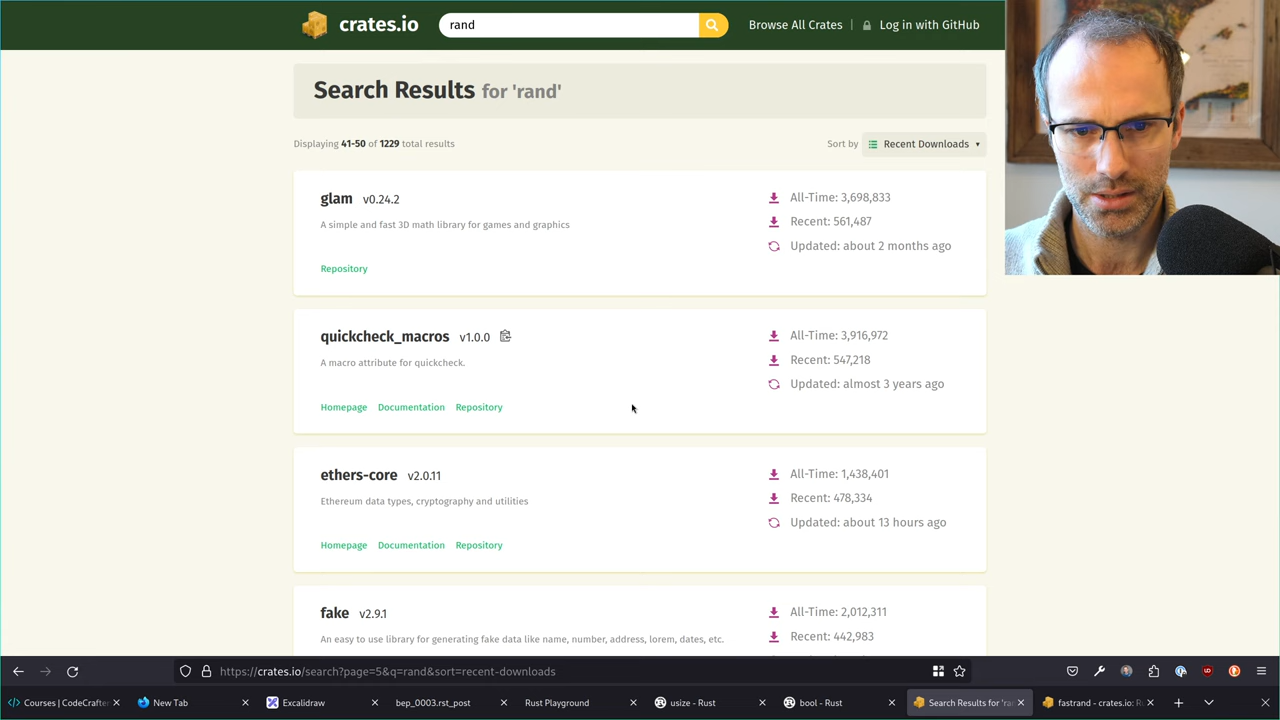 crates.io
rand
Browse All Crates
Log in with GitHub
Search Results for 'rand'
Displaying 41-50 of 1229 total results
Sort by
Recent Downloads
glam v0.24.2
All-Time: 3,698,833
A simple and fast 3D math library for games and graphics
Recent: 561,487
Updated: about 2 months ago
Repository
quickcheck_macros v1.0.0
All-Time: 3,916,972
A macro attribute for quickcheck.
Recent: 547,218
Updated: almost 3 years ago
Homepage Documentation Repository
ethers-core v2.0.11
All-Time: 1,438,401
Ethereum data types, cryptography and utilities
Recent: 478,334
Updated: about 13 hours ago
Homepage Documentation Repository
fake v2.9.1
All-Time: 2,012,311
An easy to use library for generating fake data like name, number, address, lorem, dates, etc.
Recent: 442,983
https://crates.io/search?page=5&q=rand&sort=recent-downloads
Courses | CodeCrafter
New Tab
Excalidraw
bep_0003.rst_post
Rust Playground
usize - Rust
bool - Rust
Search Results for 'ran
fastrand - crates.io: R